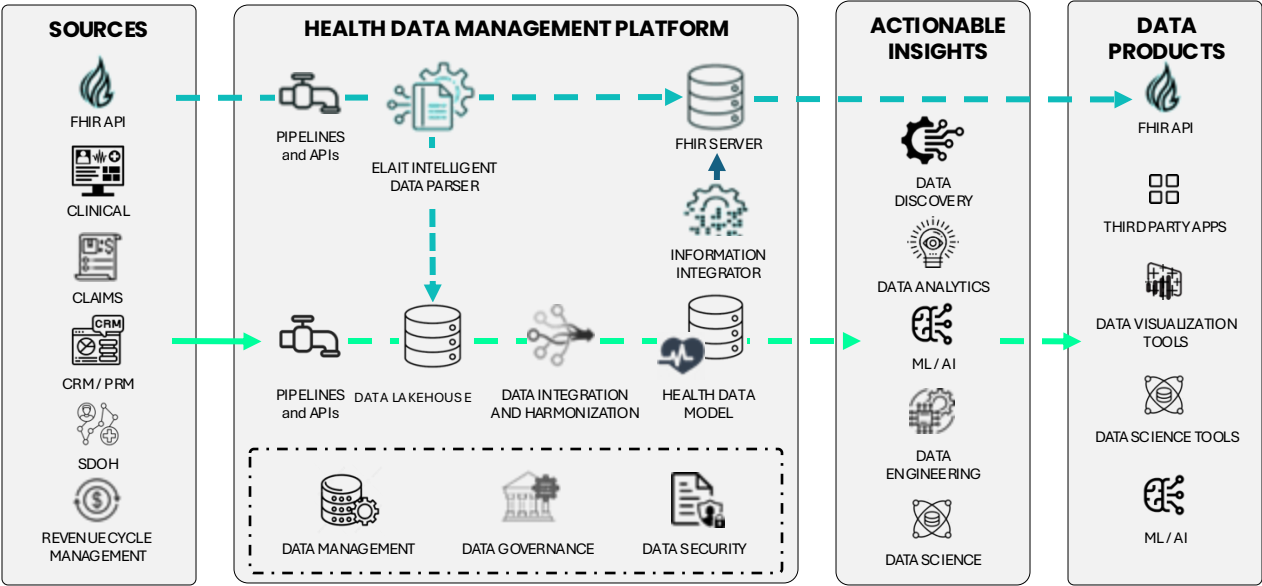 SOURCES
FHIR API
CLINICAL
CLAIMS
CRM
CRM / PRM
SDOH
REVENUE CYCLE
MANAGEMENT
HEALTH DATA MANAGEMENT PLATFORM
PIPELINES
and APIs
ELAIT INTELLIGENT
DATA PARSER
FHIR SERVER
INFORMATION
INTEGRATOR
PIPELINES
and APIs
DATA LAKEHOUSE
DATA INTEGRATION
AND HARMONIZATION
HEALTH DATA
MODEL
DATA MANAGEMENT
DATA GOVERNANCE
DATA SECURITY
ACTIONABLE
INSIGHTS
DATA
DISCOVERY
DATA ANALYTICS
ML / AI
DATA
ENGINEERING
DATA SCIENCE
DATA
PRODUCTS
FHIR API
THIRD PARTY APPS
DATA VISUALIZATION
TOOLS
DATA SCIENCE TOOLS
ML / AI